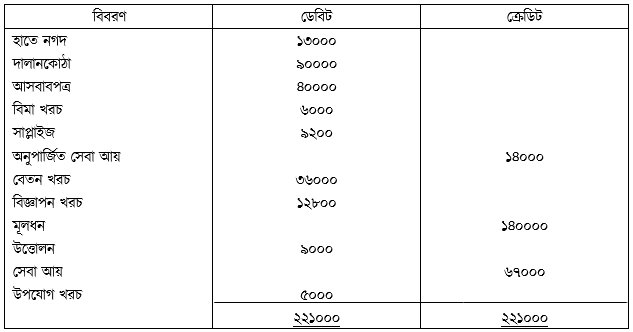 বিবরণ ডেবিট ক্রেডিট
হাতে নগদ ১৩০০০
দালানকোঠা ৯০০০০
আসবাবপত্র ৪০০০০
বিমা খরচ ৬০০০
সাপ্লাইজ ৯২০০
অনুপার্জিত সেবা আয় ১৪০০০
বেতন খরচ ৩৬০০০
বিজ্ঞাপন খরচ ১২৮০০
মূলধন ১৪০০০০
উত্তোলন ৯০০০
সেবা আয় ৬৭০০০
উপযোগ খরচ ৫০০০
২২১০০০ ২২১০০০